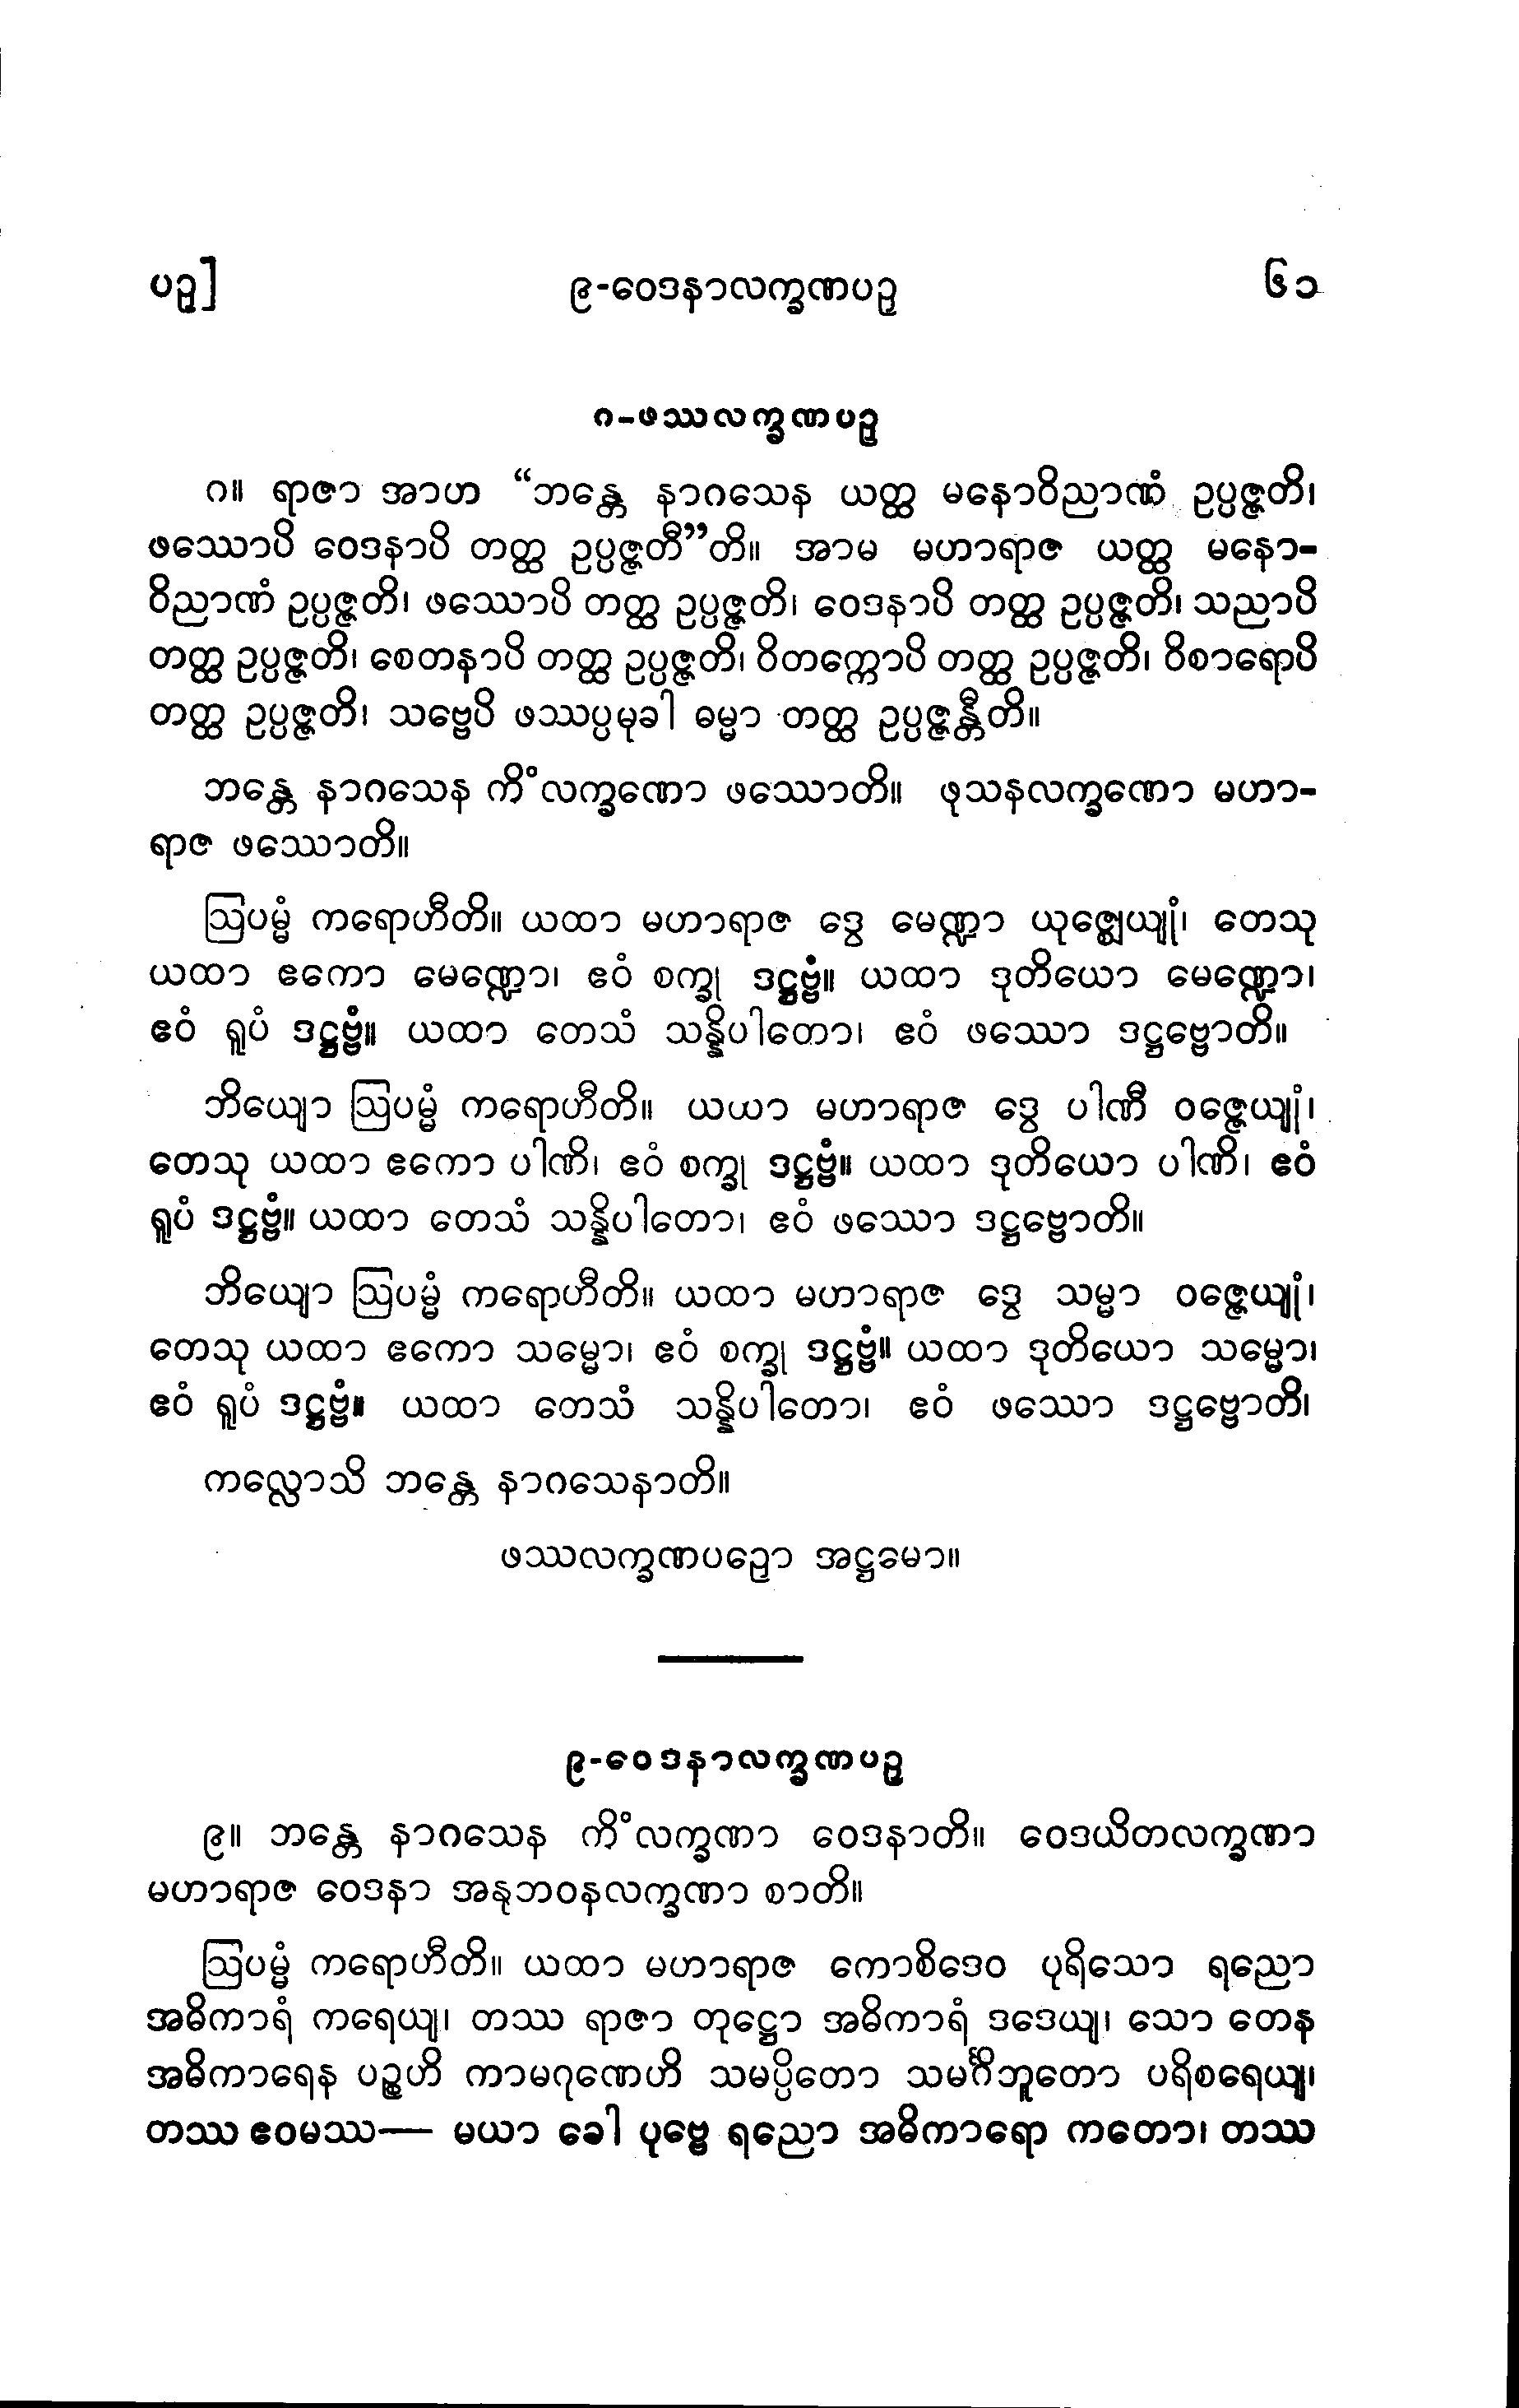 ပဥှ] ၉-ဝေဒနာလက္ခဏပဥှ ၆၁
ဂ-ဖဿလက္ခဏပဥှ
ဂ။ ရာဇာ အာဟ “ဘန္တေ နာဂသေန ယတ္ထ မနောဝိညာဏံ ဥပ္ပဇ္ဇတိ၊
ဖဿောပိ ဝေဒနာပိ တတ္ထ ဥပ္ပဇ္ဇတီ”တိ။ အာမ မဟာရာဇ ယတ္ထ မနော-
ဝိညာဏံ ဥပ္ပဇ္ဇတိ၊ ဖဿောပိ တတ္ထ ဥပ္ပဇ္ဇတိ၊ ဝေဒနာပိ တတ္ထ ဥပ္ပဇ္ဇတိ၊ သညာပိ
တတ္ထ ဥပ္ပဇ္ဇတိ၊ စေတနာပိ တတ္ထ ဥပ္ပဇ္ဇတိ၊ ဝိတက္ကောပိ တတ္ထ ဥပ္ပဇ္ဇတိ၊ ဝိစာရောပိ
တတ္ထ ဥပ္ပဇ္ဇတိ၊ သဗ္ဗေပိ ဖဿပ္ပမုခါ ဓမ္မာ တတ္ထ ဥပ္ပဇ္ဇန္တီတိ။
ဘန္တေ နာဂသေန ကိံလက္ခဏော ဖဿောတိ။ ဖုသနလက္ခဏော မဟာ-
ရာဇ ဖဿောတိ။
ဩပမ္မံ ကရောဟီတိ။ ယထာ မဟာရာဇ ဒွေ မေဏ္ဍာ ယုဇ္ဈေယျုံ၊ တေသု
ယထာ ဧကော မေဏ္ဍော၊ ဧဝံ စက္ခု ဒဋ္ဌဗ္ဗံ။ ယထာ ဒုတိယော မေဏ္ဍော၊
ဧဝံ ရူပံ ဒဋ္ဌဗ္ဗံ။ ယထာ တေသံ သန္နိပါတော၊ ဧဝံ ဖဿော ဒဋ္ဌဗ္ဗောတိ။
ဘိယျော ဩပမ္မံ ကရောဟီတိ။ ယယာ မဟာရာဇ ဒွေ ပါဏီ ဝဇ္ဇေယျုံ၊
တေသု ယထာ ဧကော ပါဏိ၊ ဧဝံ စက္ခု ဒဋ္ဌဗ္ဗံ။ ယထာ ဒုတိယော ပါဏိ၊ ဧဝံ
ရူပံ ဒဋ္ဌဗ္ဗံ။ ယထာ တေသံ သန္နိပါတော၊ ဧဝံ ဖဿော ဒဋ္ဌဗ္ဗောတိ။
ဘိယျော ဩပမ္မံ ကရောဟီတိ။ ယထာ မဟာရာဇ ဒွေ သမ္မာ ဝဇ္ဇေယျုံ၊
တေသု ယထာ ဧကော သမ္မော၊ ဧဝံ စက္ခု ဒဋ္ဌဗ္ဗံ။ ယထာ ဒုတိယော သမ္မော၊
ဧဝံ ရူပံ ဒဋ္ဌဗ္ဗံ။ ယထာ တေသံ သန္နိပါတော၊ ဧဝံ ဖဿော ဒဋ္ဌဗ္ဗောတိ၊
ကလ္လောသိ ဘန္တေ နာဂသေနာတိ။
ဖဿလက္ခဏပဥှော အဋ္ဌမော။
၉-ဝေဒနာလက္ခဏပဥှ
၉။ ဘန္တေ နာဂသေန ကိံလက္ခဏာ ဝေဒနာတိ။ ဝေဒယိတလက္ခဏာ
မဟာရာဇ ဝေဒနာ အနုဘဝနလက္ခဏာ စာတိ။
ဩပမ္မံ ကရောဟီတိ။ ယထာ မဟာရာဇ ကောစိဒေဝ ပုရိသော ရညော
အဓိကာရံ ကရေယျ၊ တဿ ရာဇာ တုဋ္ဌော အဓိကာရံ ဒဒေယျ၊ သော တေန
အဓိကာရေန ပဉ္စဟိ ကာမဂုဏေဟိ သမပ္ပိတော သမင်္ဂိဘူတော ပရိစရေယျ၊
တဿ ဧဝမဿ— မယာ ခေါ ပုဗ္ဗေ ရညော အဓိကာရော ကတော၊ တဿ